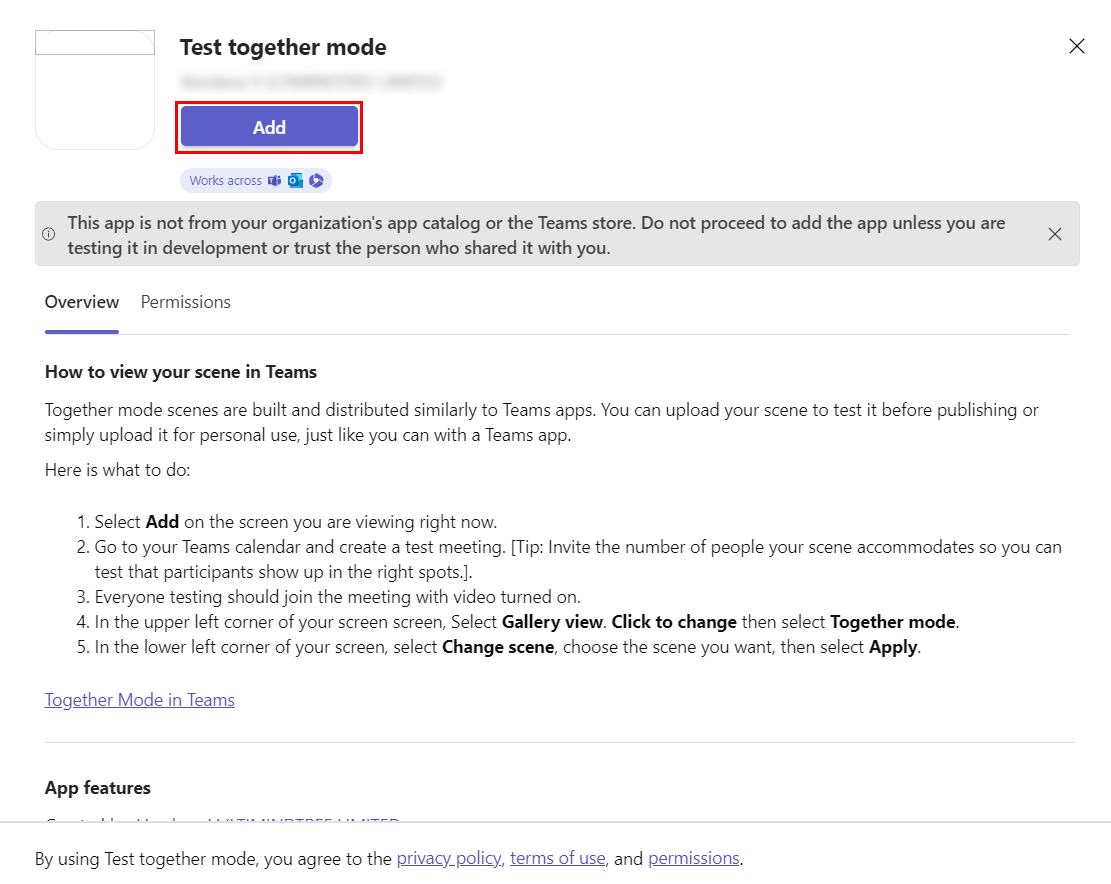 Test together mode
Add
Works across
This app is not from your organization's app catalog or the Teams store. Do not proceed to add the app unless you are
testing it in development or trust the person who shared it with you.
Overview Permissions
How to view your scene in Teams
Together mode scenes are built and distributed similarly to Teams apps. You can upload your scene to test it before publishing or
simply upload it for personal use, just like you can with a Teams app.
Here is what to do:
1. Select Add on the screen you are viewing right now.
2. Go to your Teams calendar and create a test meeting. [Tip: Invite the number of people your scene accommodates so you can
test that participants show up in the right spots.].
3. Everyone testing should join the meeting with video turned on.
4. In the upper left corner of your screen screen, Select Gallery view. Click to change then select Together mode.
5. In the lower left corner of your screen, select Change scene, choose the scene you want, then select Apply.
Together Mode in Teams
App features
By using Test together mode, you agree to the privacy policy, terms of use, and permissions.